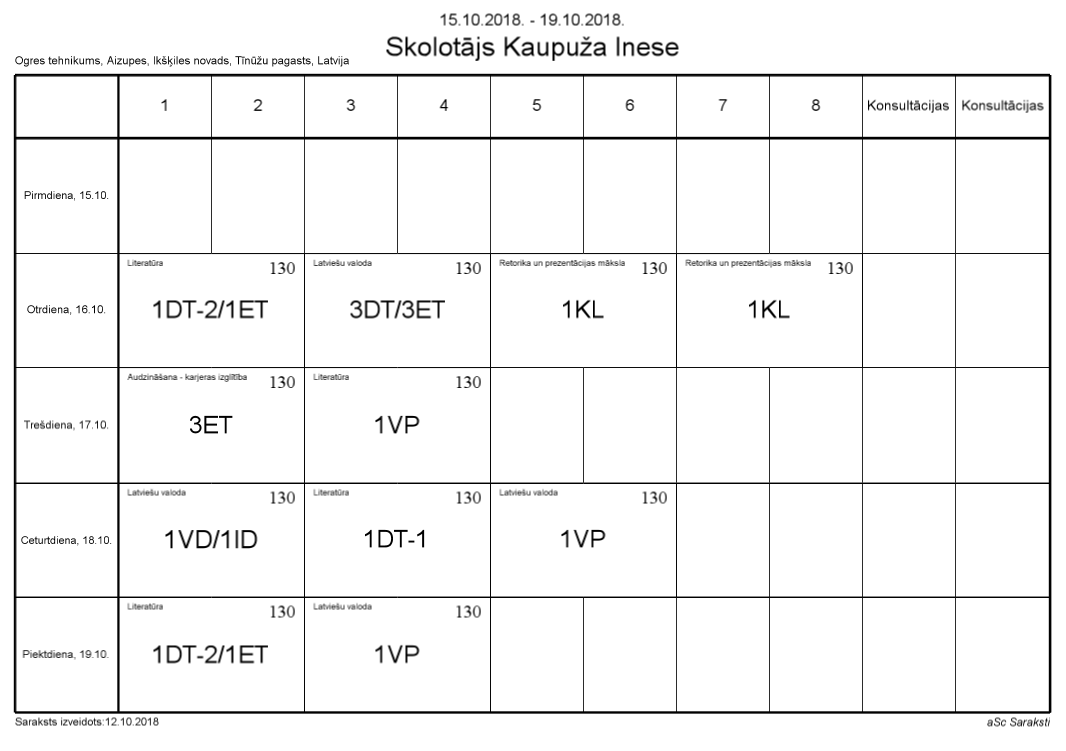 15.10.2018. - 19.10.2018.
Skolotājs Kaupuža Inese
Ogres tehnikums, Aizupes, Ikšķiles novads, Tīnūžu pagasts, Latvija
1 2 3 4 5 6 7 8 Konsultācijas Konsultācijas
Pirmdiena, 15.10.
Literatūra 130 Latviešu valoda 130 Retorika un prezentācijas māksla 130 Retorika un prezentācijas māksla 130
Otrdiena, 16.10. 1DT-2/1ET 3DT/3ET 1KL 1KL
Audzināšana - karjeras izglītība 130 Literatūra 130
Trešdiena, 17.10. 3ET 1VP
Latviešu valoda 130 Literatūra 130 Latviešu valoda 130
Ceturtdiena, 18.10. 1VD/1ID 1DT-1 1VP
Literatūra 130 Latviešu valoda 130
Piektdiena, 19.10. 1DT-2/1ET 1VP
Saraksts izveidots:12.10.2018 aSc Saraksti